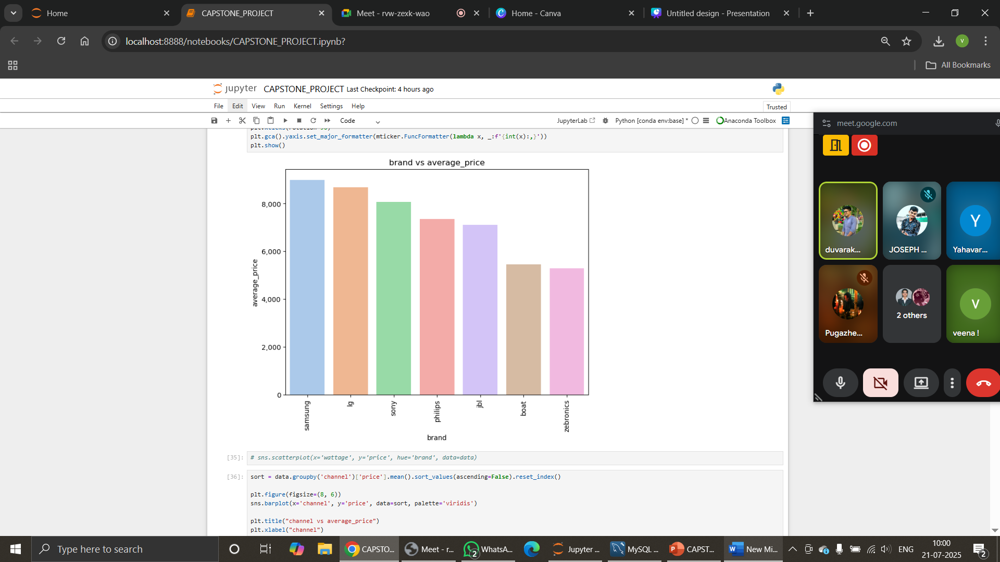 Home
CAPSTONE_PROJECT
Meet - rvw-zexk-wao
Home - Canva
Untitled design - Presentation
localhost:8888/notebooks/CAPSTONE_PROJECT.ipynb?
V
All Bookmarks
jupyter CAPSTONE_PROJECT Last Checkpoint: 4 hours ago
File Edit View Run Kernel Settings Help
Trusted
Code
JupyterLab
Python [conda env:base] *
Anaconda Toolbox
plt.xticks(rotation=90)
plt.gca().yaxis.set_major_formatter(mticker.FuncFormatter(lambda x, _:f'{int(x):,}'))
plt.show()
brand vs average_price
8,000
6,000
4,000
2,000
0
average_price
samsung
lg
sony
philips
jbl
boat
zebronics
brand
[35]: # sns.scatterplot(x='wattage', y='price', hue='brand', data=data)
[36]: sort = data.groupby('channel')['price'].mean().sort_values(ascending=False).reset_index()
plt.figure(figsize=(8, 6))
sns.barplot(x='channel', y='price', data=sort, palette='viridis')
plt.title("channel vs average_price")
plt.xlabel("channel")
meet.google.com
duvarak...
JOSEPH ...
Y
Yahavar...
Pugazhe...
2 others
V
veena !
Type here to search
CAPSTO...
Meet - r...
2
WhatsA...
Jupyter ...
MySQL ...
CAPST...
New Mi...
ENG
10:00
21-07-2025
2